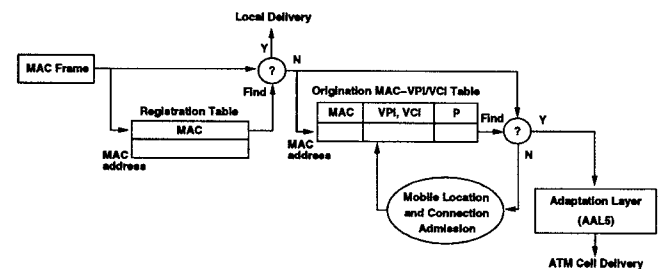 Local Delivery
Y
N
MAC Frame
?
Find
Origination MAC-VPI/VCI Table
Registration Table
MAC
MAC address
MAC
VPI, VCI
P
MAC address
Find
?
Y
N
Mobile Location
and Connection
Admission
Adaptation Layer
(AAL5)
ATM Cell Delivery